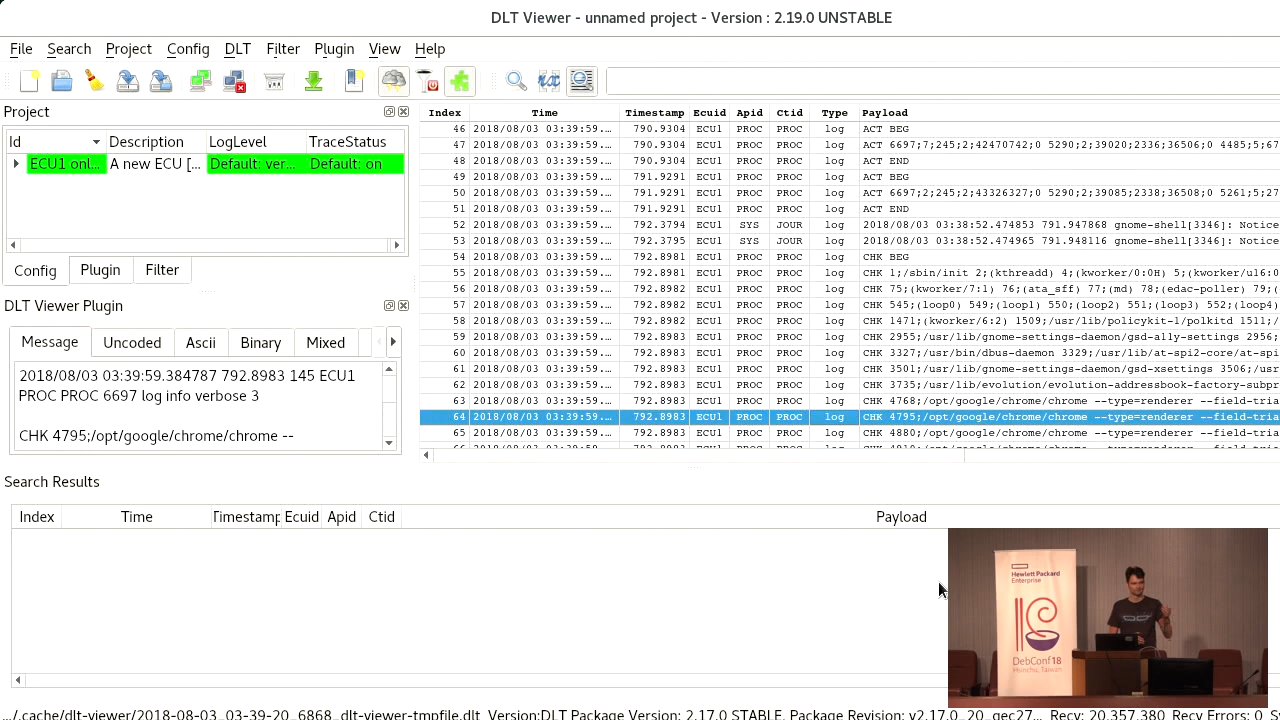 DLT Viewer - unnamed project - Version : 2.19.0 UNSTABLE
File Search Project Config DLT Filter Plugin View Help
Project
Id Description LogLevel TraceStatus
ECU1 onl... A new ECU [... Default: ver... Default: on
Config Plugin Filter
DLT Viewer Plugin
Message Uncoded Ascii Binary Mixed
2018/08/03 03:39:59.384787 792.8983 145 ECU1
PROC PROC 6697 log info verbose 3
CHK 4795;/opt/google/chrome/chrome --
Index Time Timestamp Ecuid Apid Ctid Type Payload
46 2018/08/03 03:39:59.... 790.9304 ECU1 PROC PROC log ACT BEG
47 2018/08/03 03:39:59.... 790.9304 ECU1 PROC PROC log ACT 6697;7;245;2;42470742;0 5290;2;39020;2336;36506;0 4485;5;67
48 2018/08/03 03:39:59.... 790.9304 ECU1 PROC PROC log ACT END
49 2018/08/03 03:39:59.... 791.9291 ECU1 PROC PROC log ACT BEG
50 2018/08/03 03:39:59.... 791.9291 ECU1 PROC PROC log ACT 6697;2;245;2;43326327;0 5290;2;39085;2338;36508;0 5261;5;27
51 2018/08/03 03:39:59.... 791.9291 ECU1 PROC PROC log ACT END
52 2018/08/03 03:39:59.... 792.3794 ECU1 SYS JOUR log 2018/08/03 03:38:52.474853 791.947868 gnome-shell[3346]: Notice
53 2018/08/03 03:39:59.... 792.3795 ECU1 SYS JOUR log 2018/08/03 03:38:52.474965 791.948116 gnome-shell[3346]: Notice
54 2018/08/03 03:39:59.... 792.8981 ECU1 PROC PROC log CHK BEG
55 2018/08/03 03:39:59.... 792.8981 ECU1 PROC PROC log CHK 1;/sbin/init 2;(kthreadd) 4;(kworker/0:0H) 5;(kworker/u16:0
56 2018/08/03 03:39:59.... 792.8982 ECU1 PROC PROC log CHK 75;(kworker/7:1) 76;(ata_sff) 77;(md) 78;(edac-poller) 79;(
57 2018/08/03 03:39:59.... 792.8982 ECU1 PROC PROC log CHK 545;(loop0) 549;(loop1) 550;(loop2) 551;(loop3) 552;(loop4)
58 2018/08/03 03:39:59.... 792.8982 ECU1 PROC PROC log CHK 1471;(kworker/6:2) 1509;/usr/lib/policykit-1/polkitd 1511;/
59 2018/08/03 03:39:59.... 792.8983 ECU1 PROC PROC log CHK 2955;/usr/lib/gnome-settings-daemon/gsd-a11y-settings 2956;
60 2018/08/03 03:39:59.... 792.8983 ECU1 PROC PROC log CHK 3327;/usr/bin/dbus-daemon 3329;/usr/lib/at-spi2-core/at-spi
61 2018/08/03 03:39:59.... 792.8983 ECU1 PROC PROC log CHK 3501;/usr/lib/gnome-settings-daemon/gsd-xsettings 3506;/usr
62 2018/08/03 03:39:59.... 792.8983 ECU1 PROC PROC log CHK 3735;/usr/lib/evolution/evolution-addressbook-factory-subpr
63 2018/08/03 03:39:59.... 792.8983 ECU1 PROC PROC log CHK 4768;/opt/google/chrome/chrome --type=renderer --field-tria
64 2018/08/03 03:39:59.... 792.8983 ECU1 PROC PROC log CHK 4795;/opt/google/chrome/chrome --type=renderer --field-tria
65 2018/08/03 03:39:59.... 792.8983 ECU1 PROC PROC log CHK 4880;/opt/google/chrome/chrome --type=renderer --field-tria
Search Results
Index Time Timestamp Ecuid Apid Ctid Payload
Hewlett Packard
Enterprise
DebConf18
Hsinchu, Taiwan
.../.cache/dlt-viewer/2018-08-03_03-39-20_6868_dlt-viewer-tmpfile.dlt Version:DLT Package Version: 2.17.0 STABLE, Package Revision: v2.17.0_20_gec27... Recv: 20,357,380 Recv Errors: 0